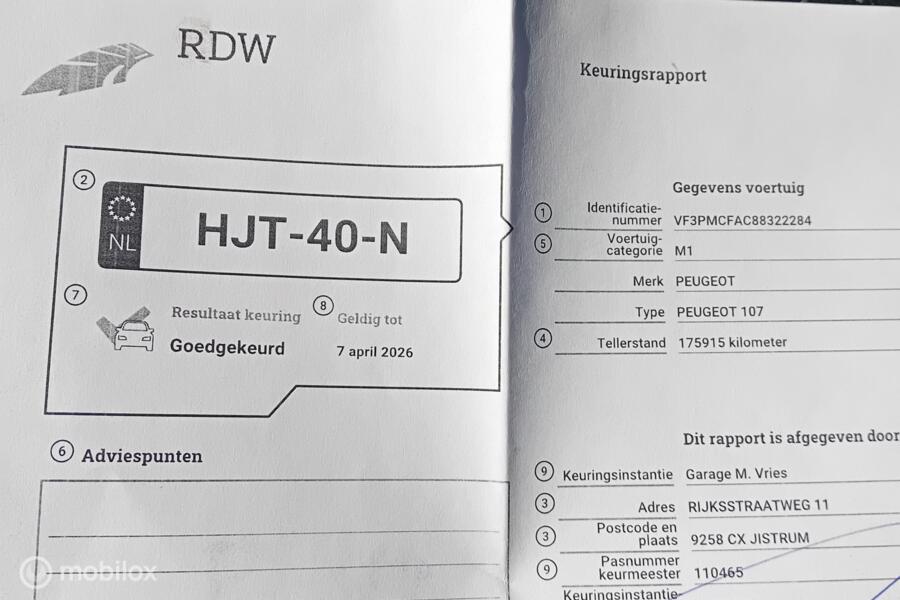 RDW
2
NL
HJT-40-N
7
Resultaat keuring
Goedgekeurd
8
Geldig tot
7 april 2026
6 Adviespunten
mobilox
Keuringsrapport
Gegevens voertuig
1 Identificatie-
nummer VF3PMCFAC88322284
5 Voertuig-
categorie M1
Merk PEUGEOT
Type PEUGEOT 107
4 Tellerstand 175915 kilometer
Dit rapport is afgegeven door
9 Keuringsinstantie Garage M. Vries
3 Adres RIJKSSTRAATWEG 11
3 Postcode en
plaats 9258 CX JISTRUM
9 Pasnummer
keurmeester 110465
Keuringsinstantie-